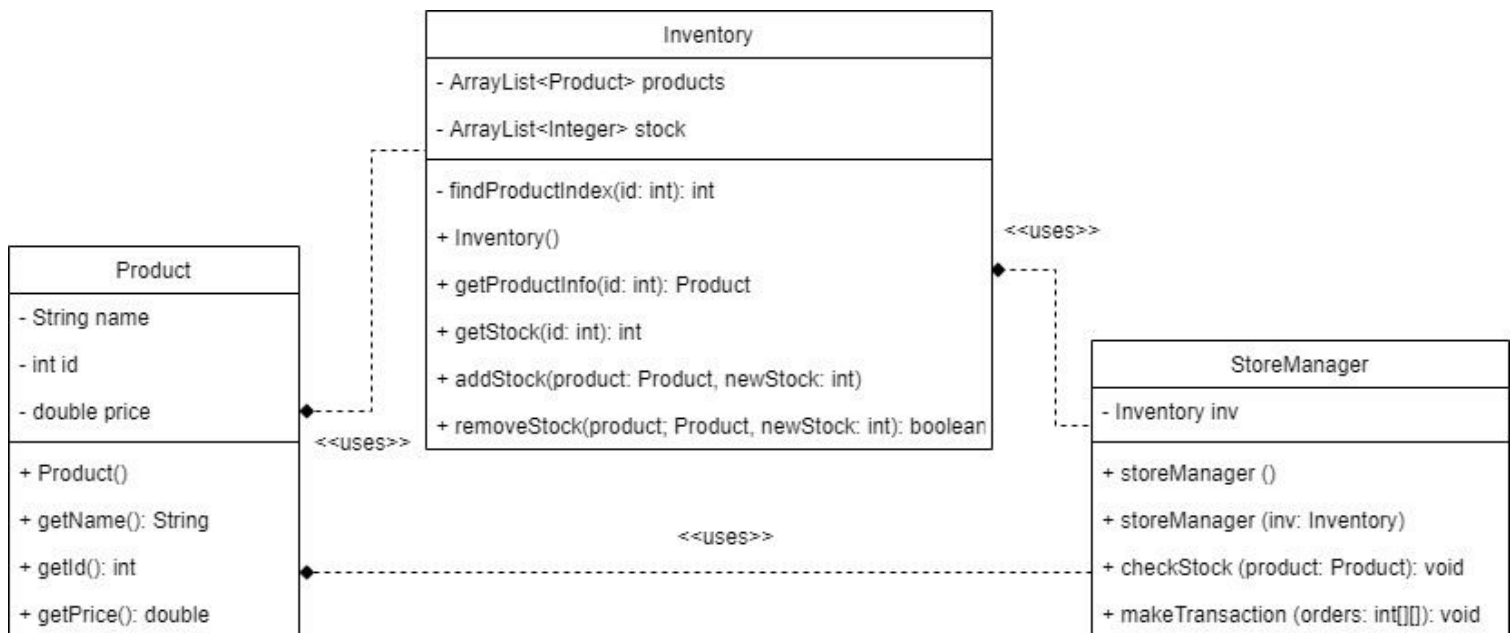 Inventory
- ArrayList<Product> products
- ArrayList<Integer> stock
- findProductIndex(id: int): int
+ Inventory()
+ getProductInfo(id: int): Product
+ getStock(id: int): int
+ addStock(product: Product, newStock: int)
+ removeStock(product; Product, newStock: int): boolean
<<uses>>
Product
- String name
- int id
- double price
+ Product()
+ getName(): String
+ getId(): int
+ getPrice(): double
<<uses>>
<<uses>>
StoreManager
- Inventory inv
+ storeManager ()
+ storeManager (inv: Inventory)
+ checkStock (product: Product): void
+ makeTransaction (orders: int[][]): void